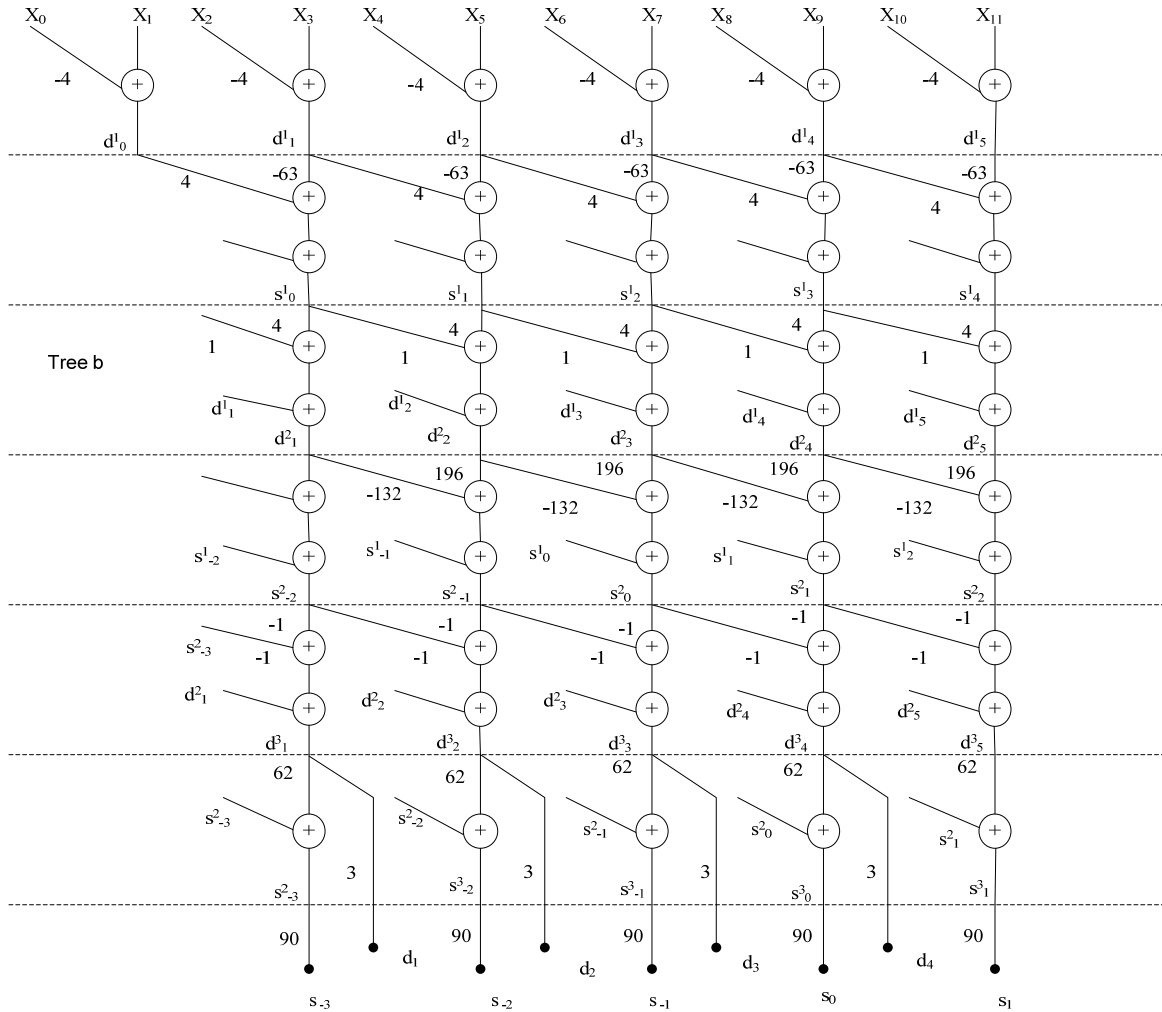 X₀ X₁ X₂ X₃ X₄ X₅ X₆ X₇ X₈ X₉ X₁₀ X₁₁
-4 -4 -4 -4 -4 -4
+ + + + + +
d¹₀ d¹₁ d¹₂ d¹₃ d¹₄ d¹₅
-63 -63 -63 -63 -63
4 4 4 4 4
+ + + + +
+ + + + +
s¹₀ s¹₁ s¹₂ s¹₃ s¹₄
4 4 4 4 4
1 1 1 1 1
+ + + + +
Tree b
d¹₁ d¹₂ d¹₃ d¹₄ d¹₅
+ + + + +
d²₁ d²₂ d²₃ d²₄ d²₅
196 196 196 196
-132 -132 -132 -132
+ + + + +
s¹₋₂ s¹₋₁ s¹₀ s¹₁ s¹₂
+ + + + +
s²₋₂ s²₋₁ s²₀ s²₁ s²₂
-1 -1 -1 -1 -1
s²₋₃ + + + + +
-1 -1 -1 -1 -1
d²₁ d²₂ d²₃ d²₄ d²₅
+ + + + +
d³₁ d³₂ d³₃ d³₄ d³₅
62 62 62 62 62
s²₋₃ s²₋₂ s²₋₁ s²₀ s²₁
+ + + + +
3 3 3 3
s²₋₃ s³₋₂ s³₋₁ s³₀ s³₁
90 90 90 90 90
d₁ d₂ d₃ d₄
s₋₃ s₋₂ s₋₁ s₀ s₁